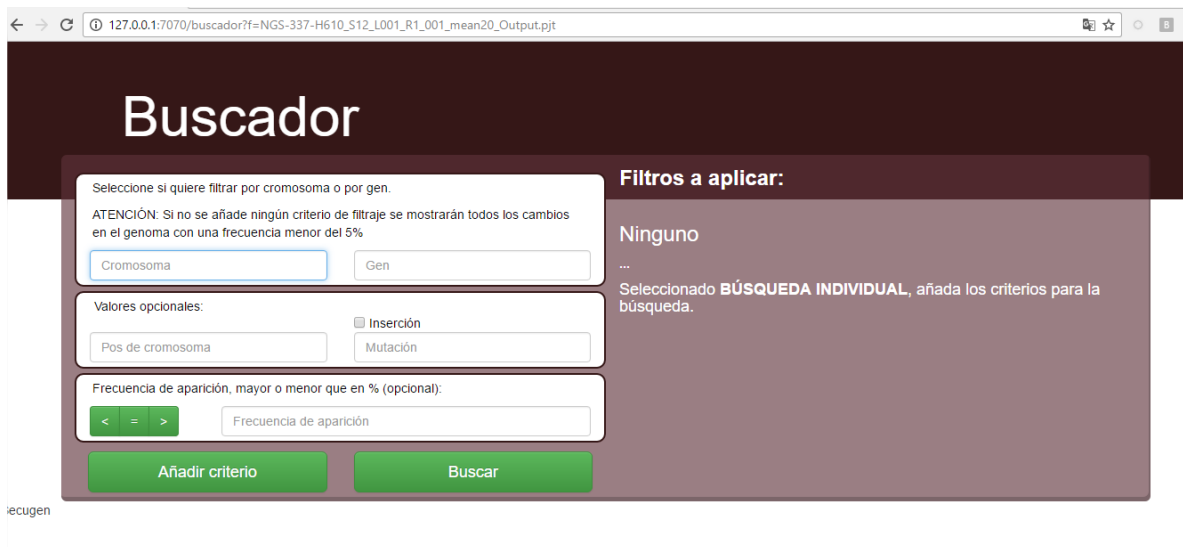 127.0.0.1:7070/buscador?f=NGS-337-H610_S12_L001_R1_001_mean20_Output.pjt
B
Buscador
Seleccione si quiere filtrar por cromosoma o por gen.
ATENCIÓN: Si no se añade ningún criterio de filtraje se mostrarán todos los cambios
en el genoma con una frecuencia menor del 5%
Cromosoma
Gen
Valores opcionales:
Inserción
Pos de cromosoma
Mutación
Frecuencia de aparición, mayor o menor que en % (opcional):
< = >
Frecuencia de aparición
Añadir criterio
Buscar
Filtros a aplicar:
Ninguno
...
Seleccionado BÚSQUEDA INDIVIDUAL, añada los criterios para la
búsqueda.
ecugen